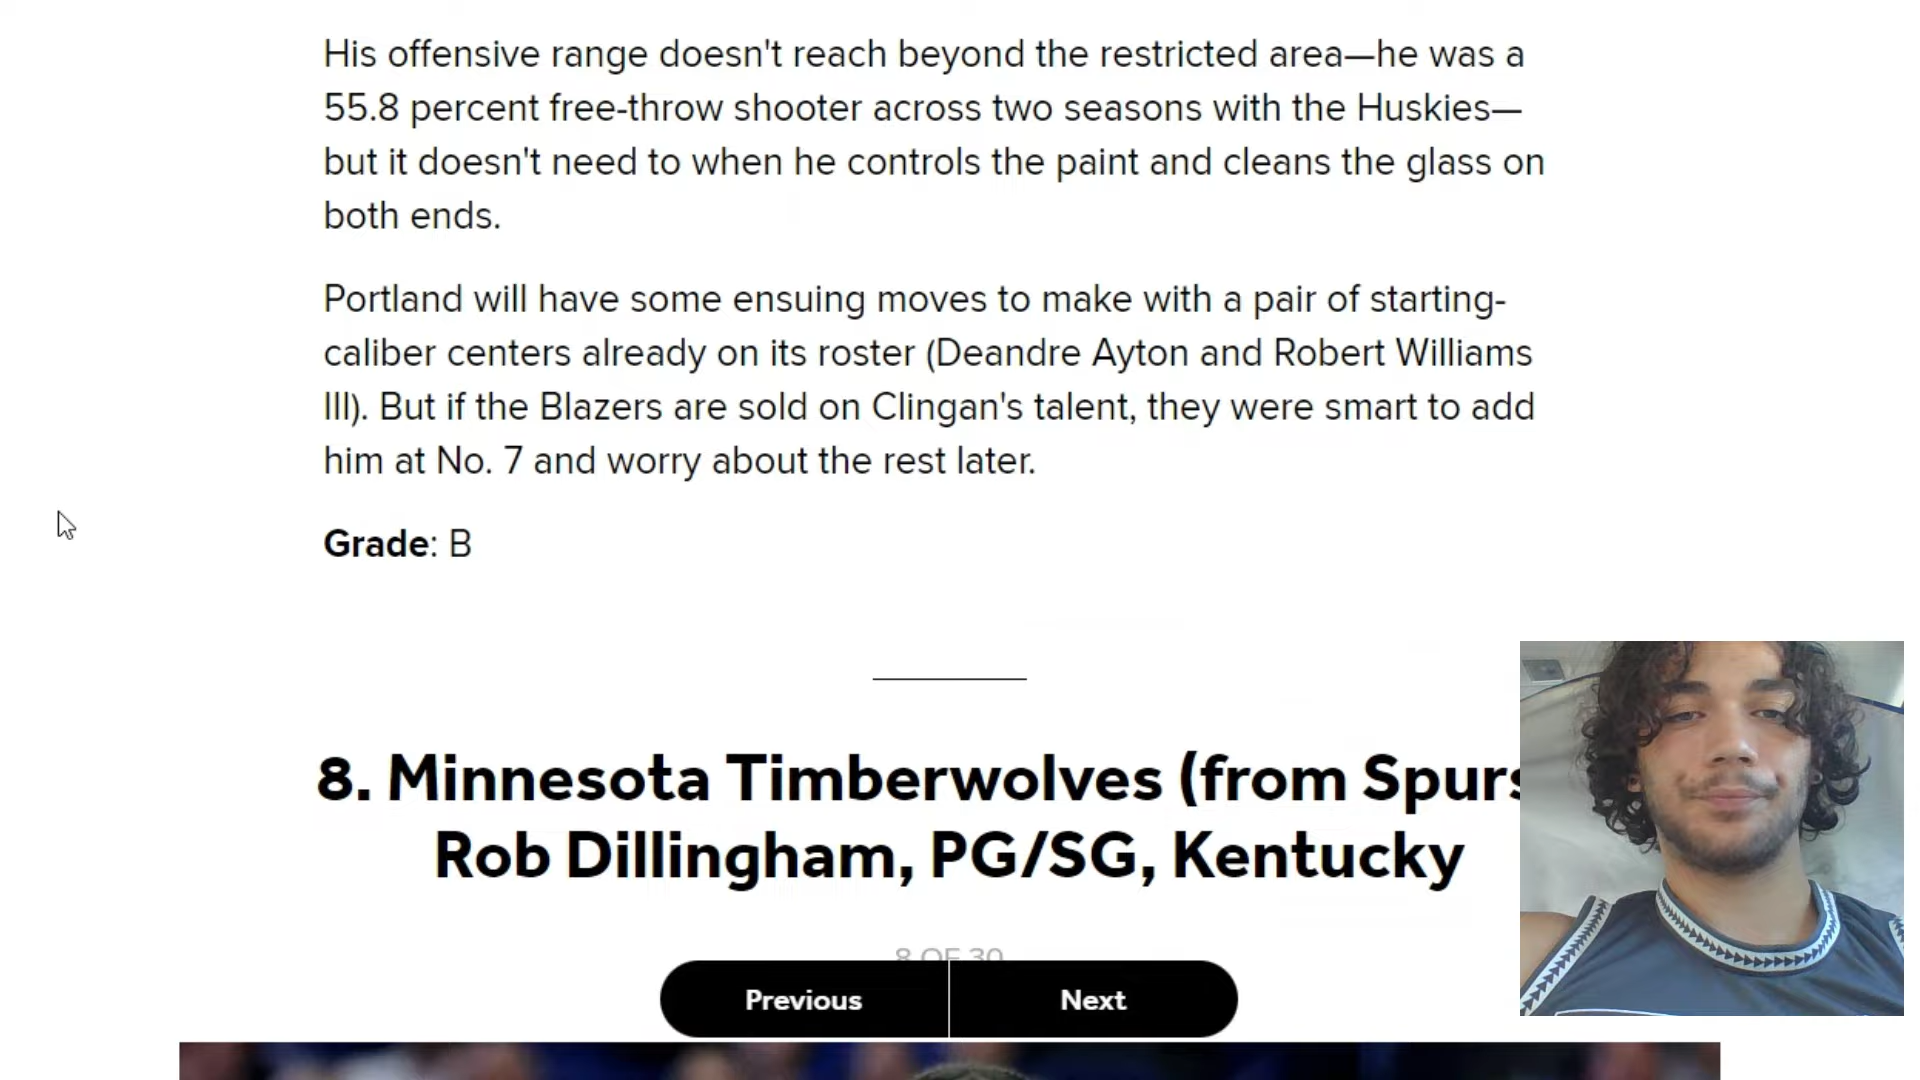 His offensive range doesn't reach beyond the restricted area—he was a
55.8 percent free-throw shooter across two seasons with the Huskies—
but it doesn't need to when he controls the paint and cleans the glass on
both ends.
Portland will have some ensuing moves to make with a pair of starting-
caliber centers already on its roster (Deandre Ayton and Robert Williams
III). But if the Blazers are sold on Clingan's talent, they were smart to add
him at No. 7 and worry about the rest later.
Grade: B
8. Minnesota Timberwolves (from Spurs
Rob Dillingham, PG/SG, Kentucky
8 OF 30
Previous Next